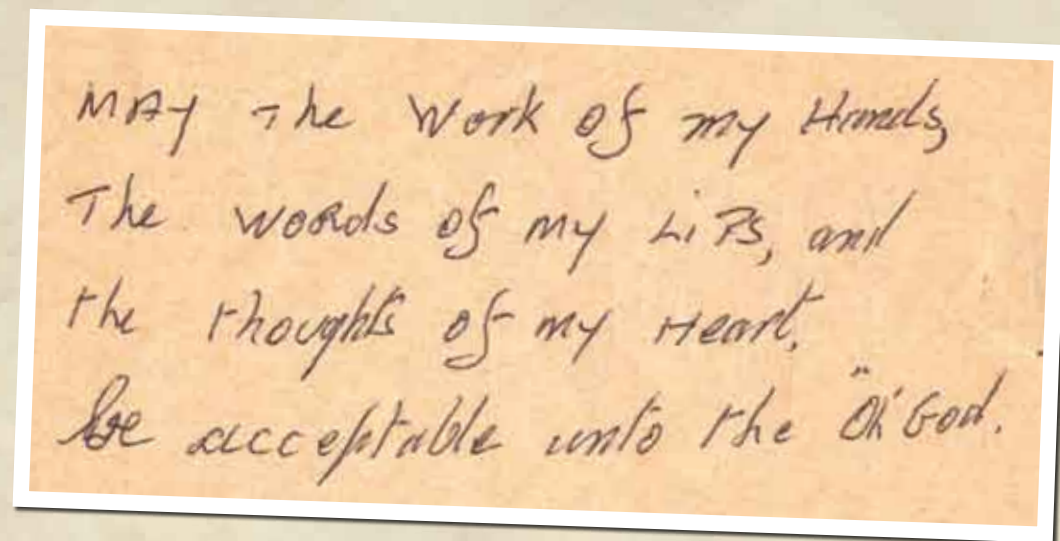 MAY The Work of my Hands,
The words of my LiPs, and
the thoughts of my Heart.
be acceptable unto the "Oh" God.